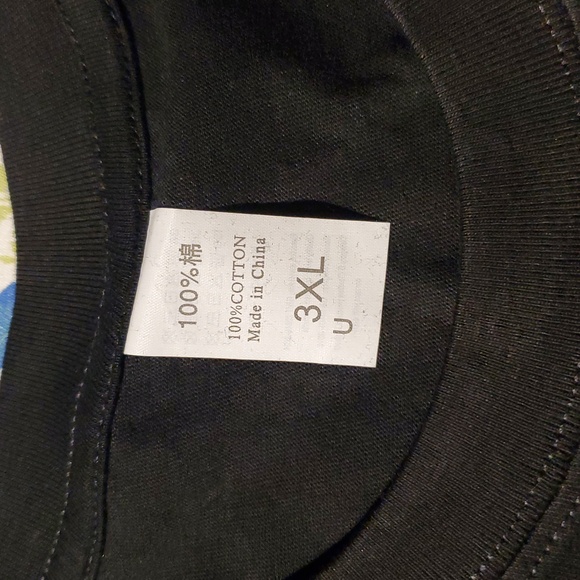 100%棉
100%COTTON
Made in China
3XL
U